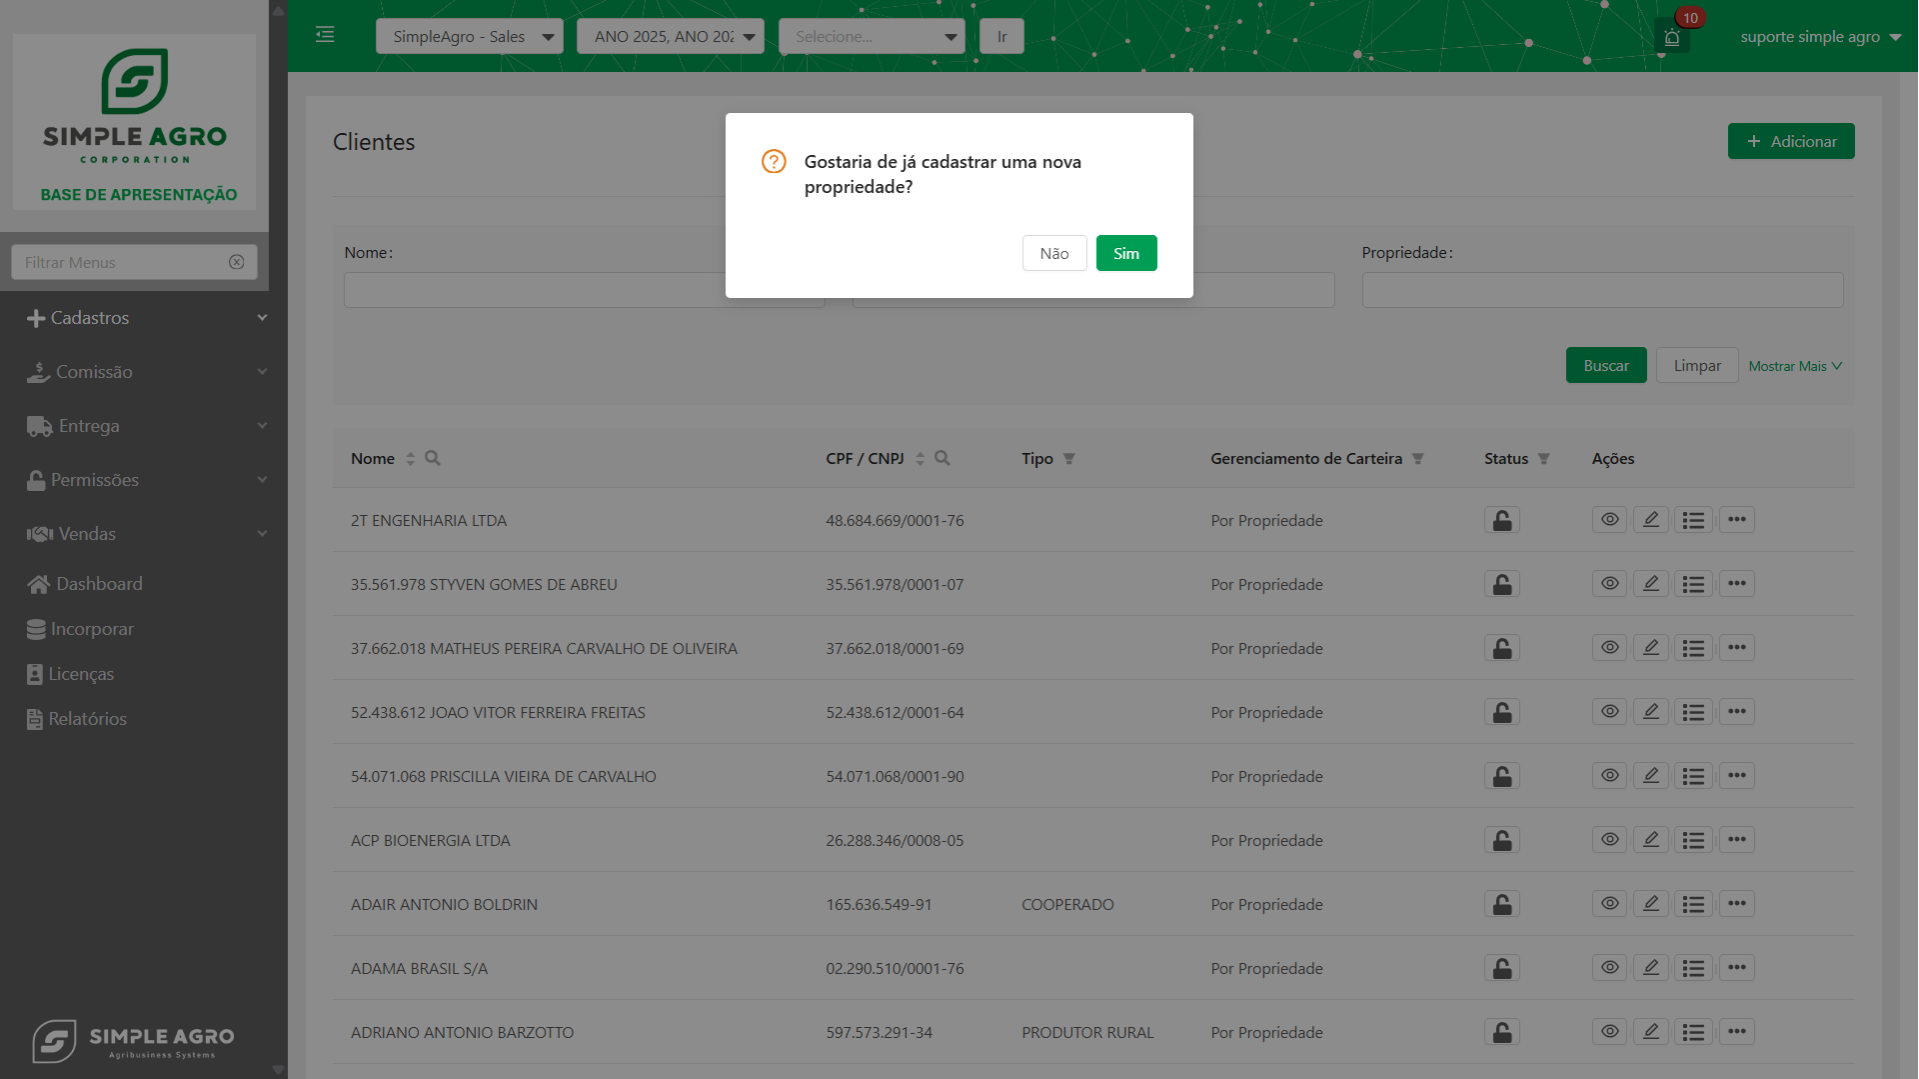 SIMPLE AGRO
CORPORATION
BASE DE APRESENTAÇÃO
Filtrar Menus
Cadastros
Comissão
Entrega
Permissões
Vendas
Dashboard
Incorporar
Licenças
Relatórios
SIMPLE AGRO
Agribusiness Systems
SimpleAgro - Sales
ANO 2025, ANO 202
Selecione...
Ir
10
suporte simple agro
Clientes
Adicionar
Gostaria de já cadastrar uma nova
propriedade?
Não
Sim
Nome:
Propriedade:
Buscar
Limpar
Mostrar Mais
Nome CPF / CNPJ Tipo Gerenciamento de Carteira Status Ações
2T ENGENHARIA LTDA 48.684.669/0001-76 Por Propriedade
35.561.978 STYVEN GOMES DE ABREU 35.561.978/0001-07 Por Propriedade
37.662.018 MATHEUS PEREIRA CARVALHO DE OLIVEIRA 37.662.018/0001-69 Por Propriedade
52.438.612 JOAO VITOR FERREIRA FREITAS 52.438.612/0001-64 Por Propriedade
54.071.068 PRISCILLA VIEIRA DE CARVALHO 54.071.068/0001-90 Por Propriedade
ACP BIOENERGIA LTDA 26.288.346/0008-05 Por Propriedade
ADAIR ANTONIO BOLDRIN 165.636.549-91 COOPERADO Por Propriedade
ADAMA BRASIL S/A 02.290.510/0001-76 Por Propriedade
ADRIANO ANTONIO BARZOTTO 597.573.291-34 PRODUTOR RURAL Por Propriedade